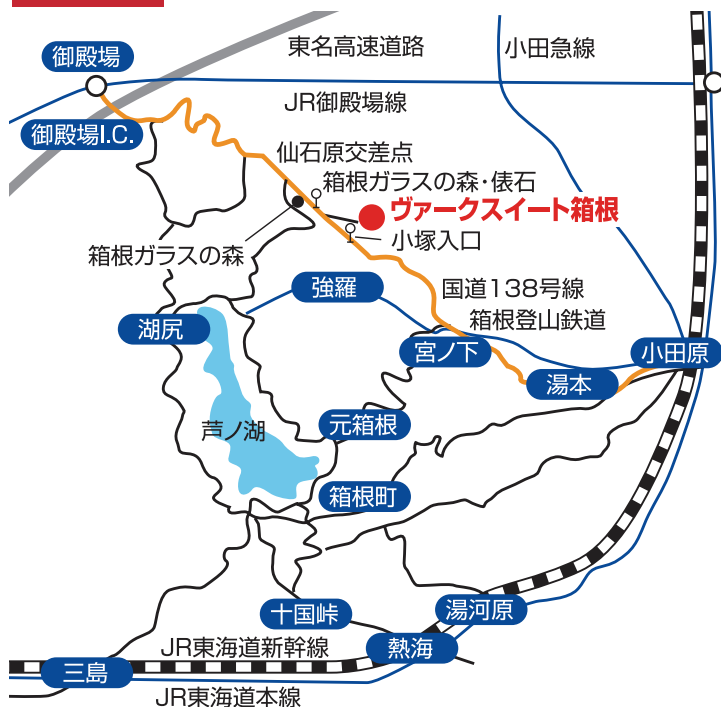 東名高速道路
小田急線
御殿場
JR御殿場線
御殿場I.C.
仙石原交差点
箱根ガラスの森・俵石
ヴァークスイート箱根
小塚入口
箱根ガラスの森
強羅
国道138号線
箱根登山鉄道
湖尻
宮ノ下
小田原
湯本
元箱根
芦ノ湖
箱根町
十国峠
湯河原
JR東海道新幹線
熱海
三島
JR東海道本線